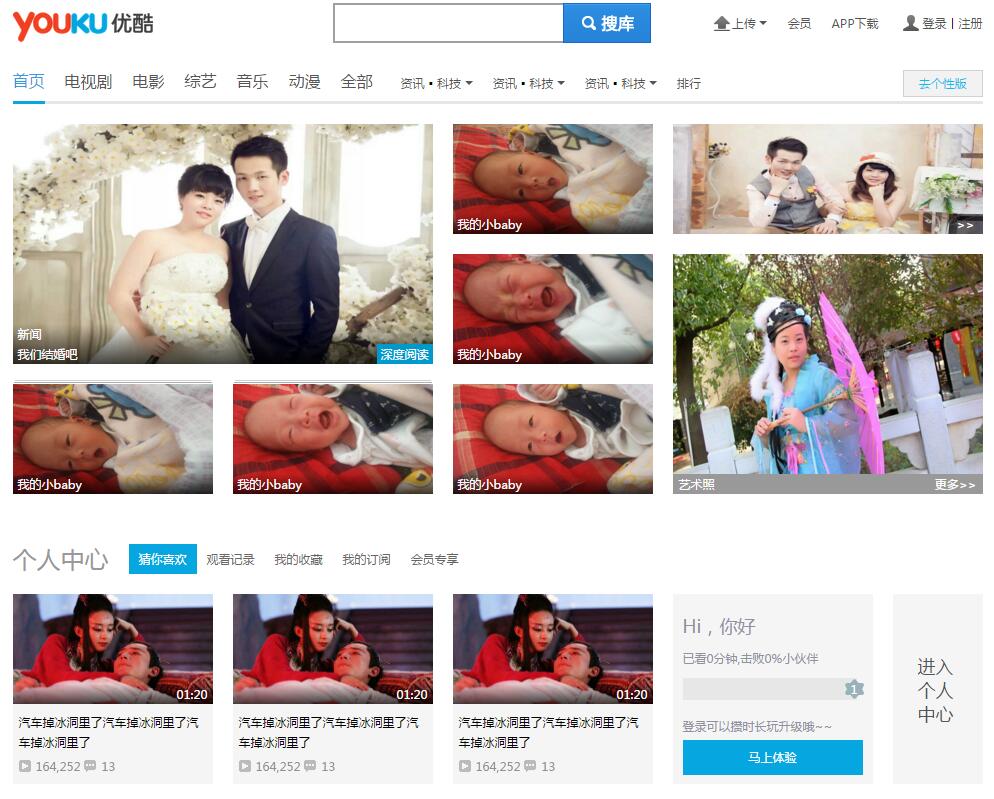 YOUKU 优酷
搜库
上传 会员 APP下载 登录 | 注册
首页 电视剧 电影 综艺 音乐 动漫 全部 资讯 • 科技 资讯 • 科技 资讯 • 科技 排行 去个性版
新闻
我们结婚吧 深度阅读
我的小baby
>>
我的小baby
我的小baby
我的小baby
我的小baby
艺术照 更多>>
个人中心 猜你喜欢 观看记录 我的收藏 我的订阅 会员专享
01:20
汽车掉冰洞里了汽车掉冰洞里了汽
车掉冰洞里了
164,252 13
01:20
汽车掉冰洞里了汽车掉冰洞里了汽
车掉冰洞里了
164,252 13
01:20
汽车掉冰洞里了汽车掉冰洞里了汽
车掉冰洞里了
164,252 13
Hi，你好
已看0分钟,击败0%小伙伴
1
登录可以攒时长玩升级哦~~
马上体验
进入
个人
中心